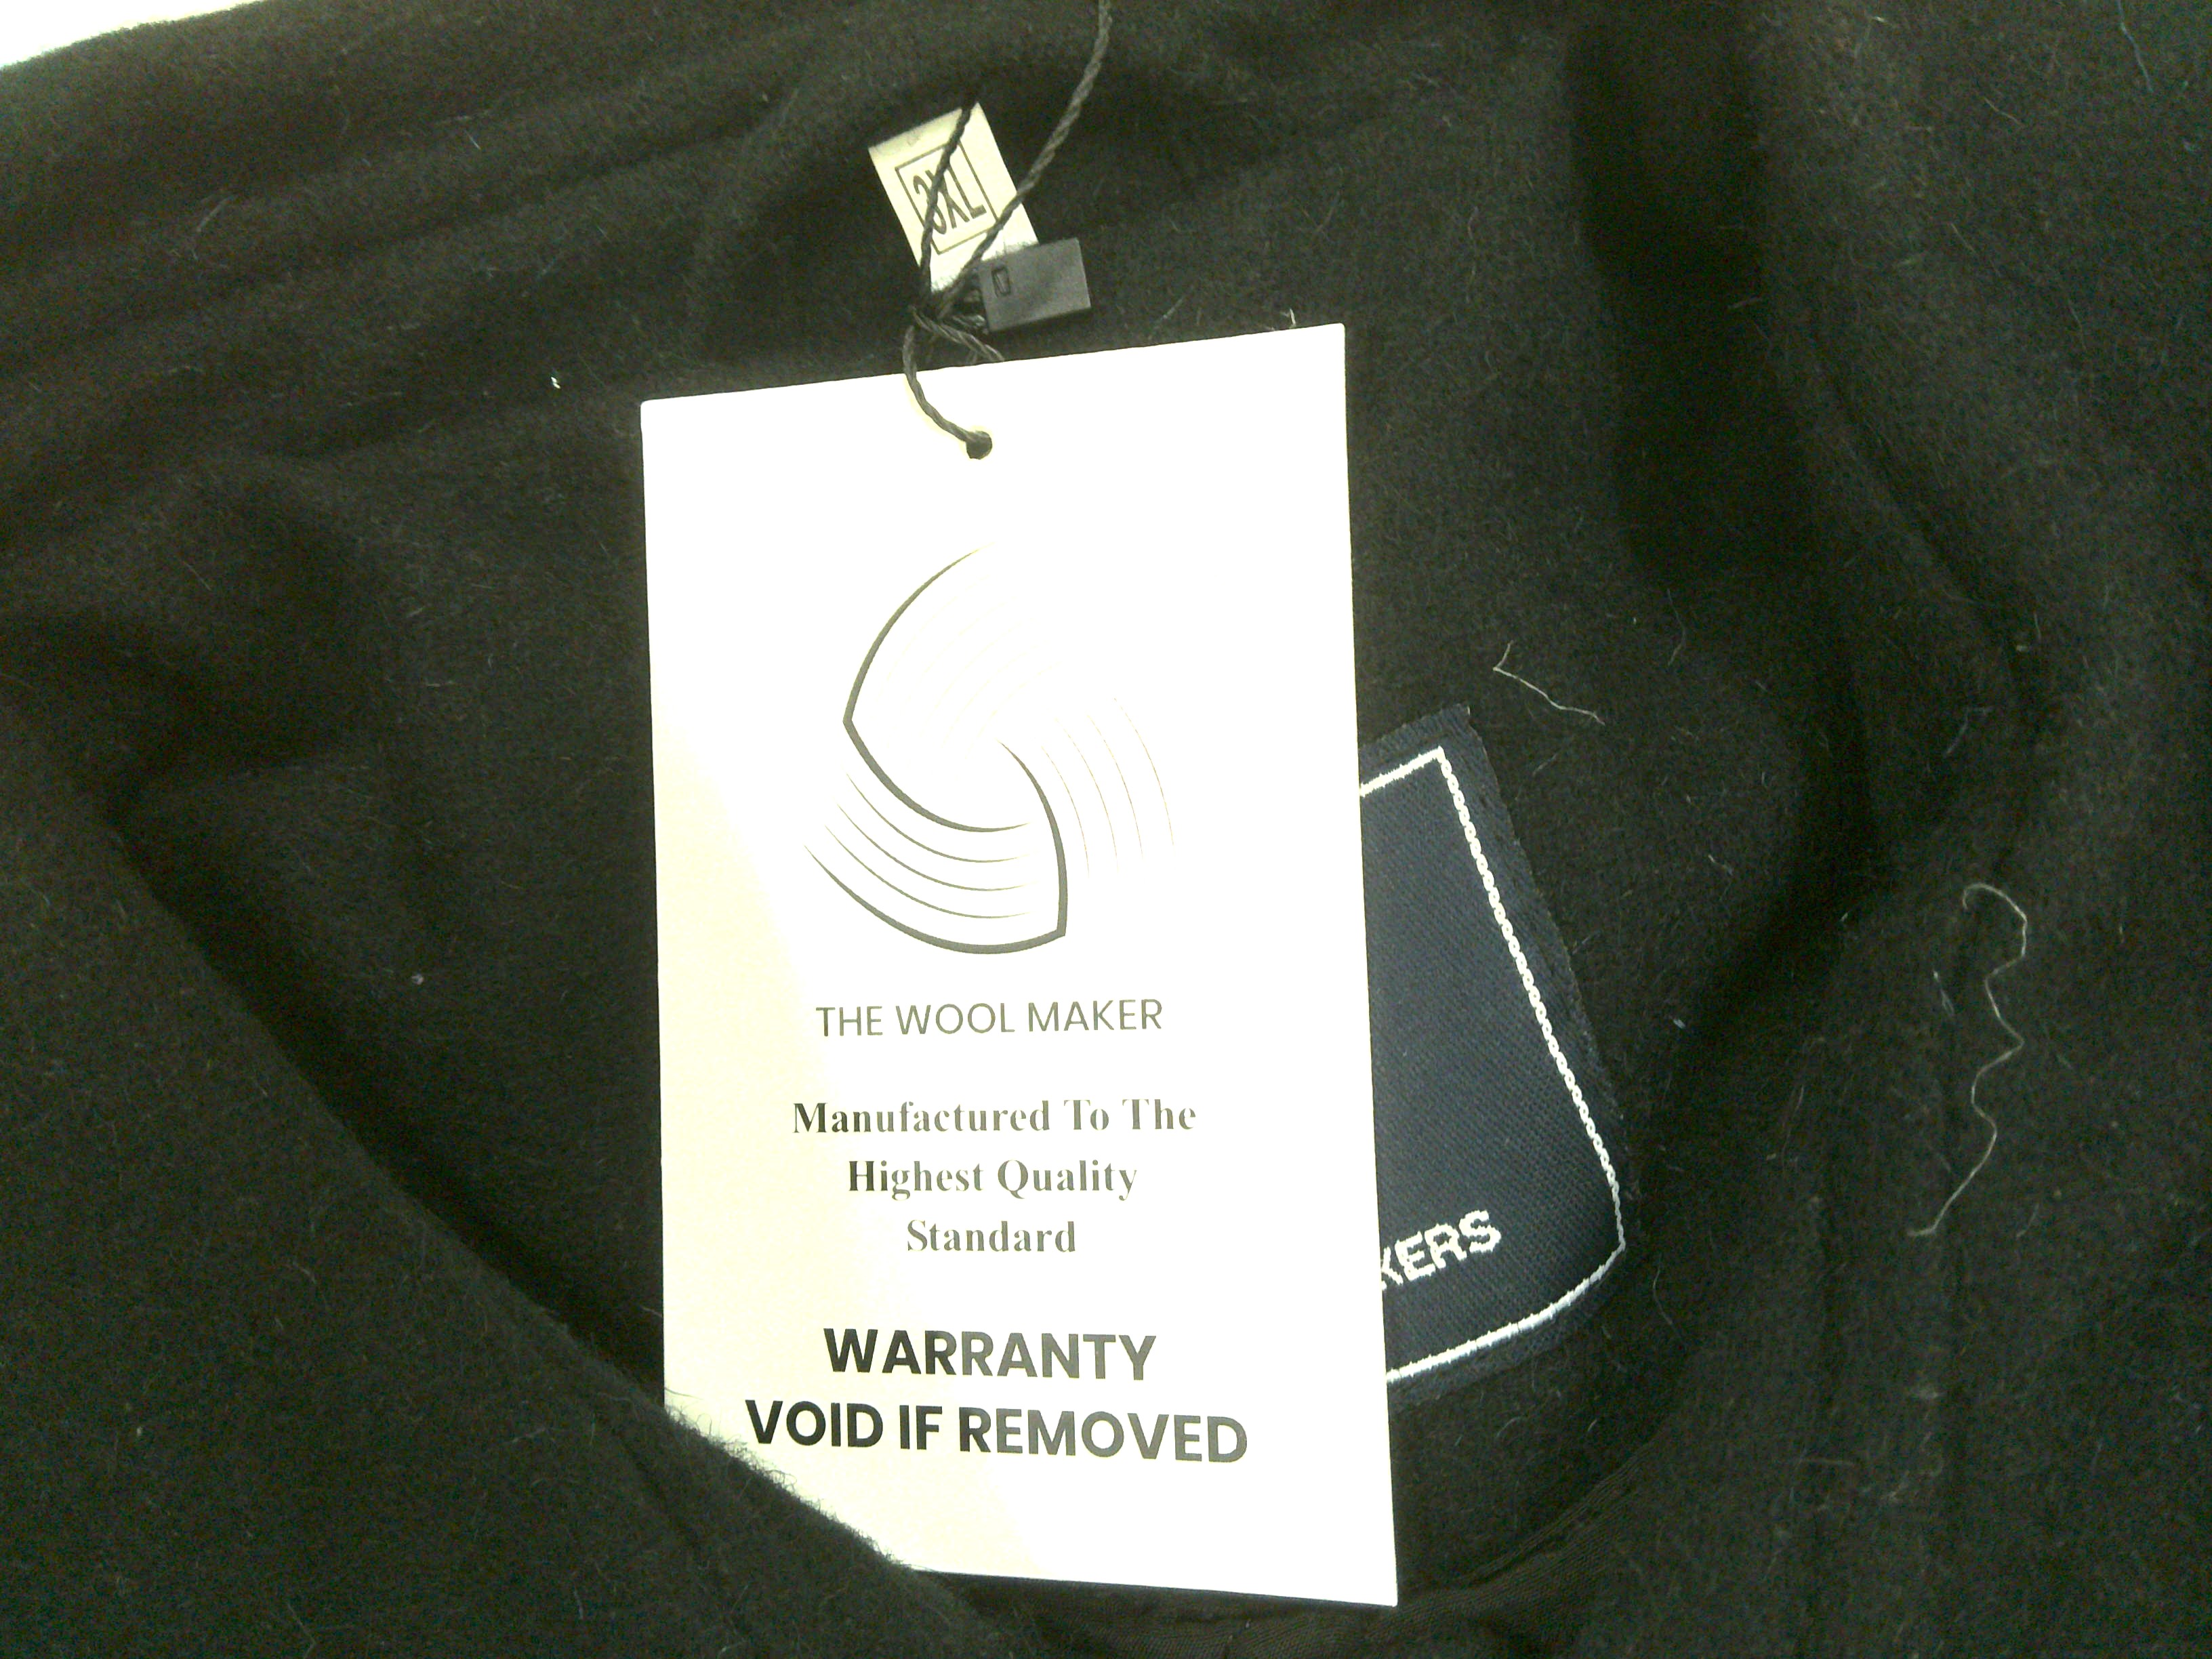 3XL
THE WOOL MAKER
Manufactured To The
Highest Quality
Standard
WARRANTY
VOID IF REMOVED
KERS